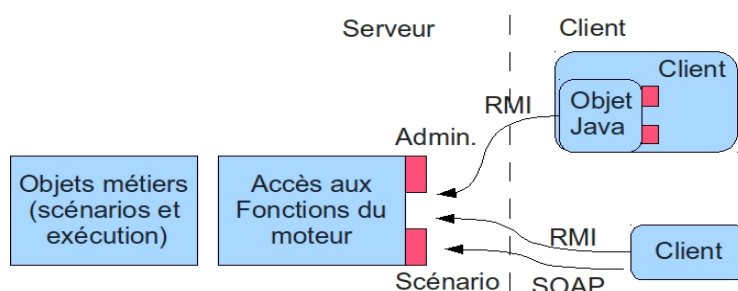 Serveur
Client
Client
RMI
Objet
Java
Admin.
Objets métiers
(scénarios et
exécution)
Accès aux
Fonctions du
moteur
RMI
Client
Scénario
SOAP